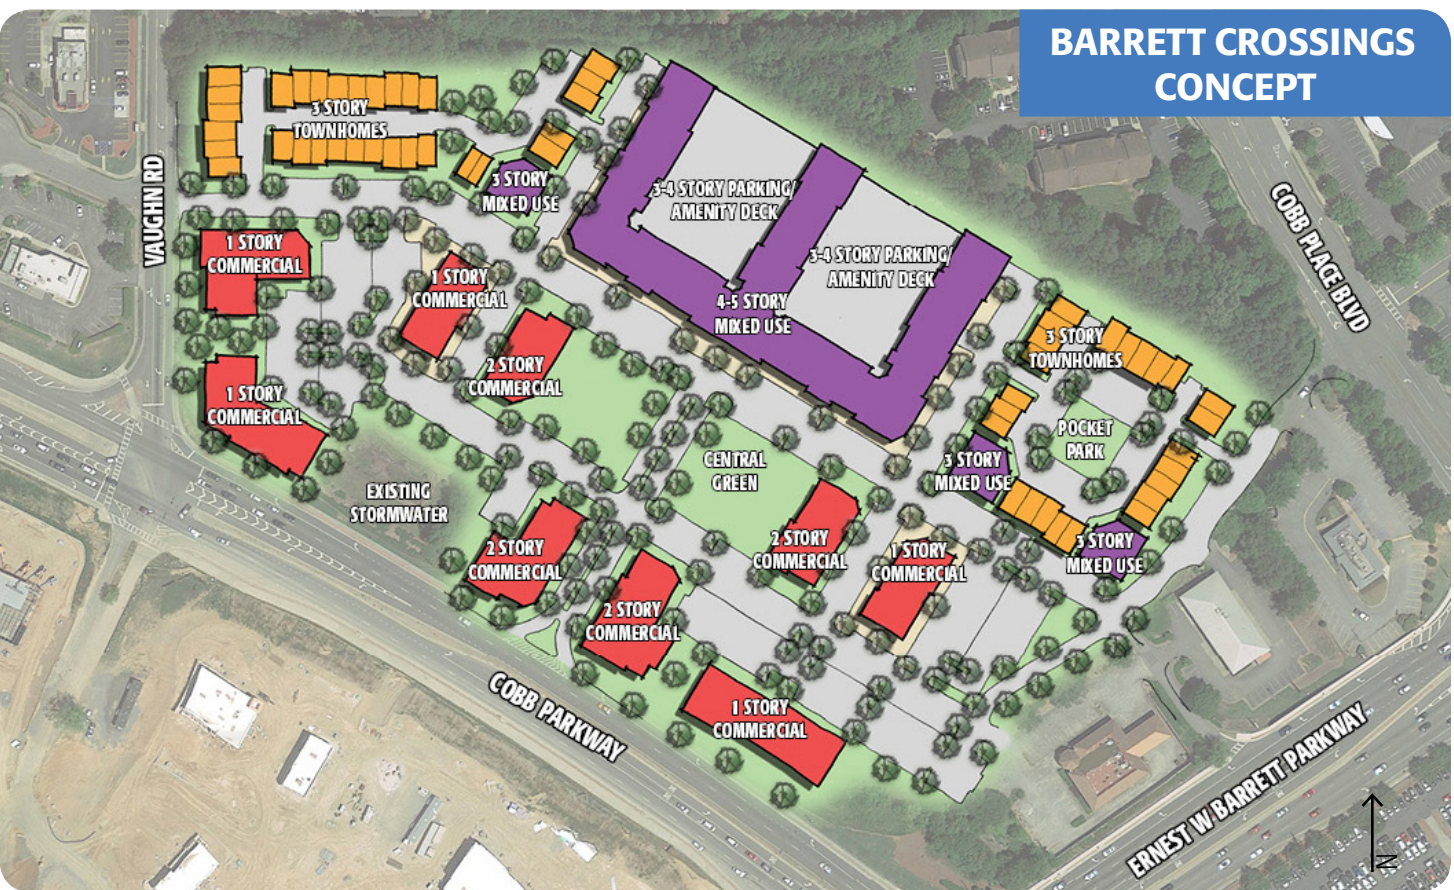 BARRETT CROSSINGS
CONCEPT
3 STORY
TOWNHOMES
3 STORY
MIXED USE
3-4 STORY PARKING/
AMENITY DECK
3-4 STORY PARKING/
AMENITY DECK
4-5 STORY
MIXED USE
VAUGHN RD
COBB PLACE BLVD
1 STORY
COMMERCIAL
1 STORY
COMMERCIAL
2 STORY
COMMERCIAL
1 STORY
COMMERCIAL
3 STORY
TOWNHOMES
POCKET
PARK
3 STORY
MIXED USE
CENTRAL
GREEN
EXISTING
STORMWATER
2 STORY
COMMERCIAL
2 STORY
COMMERCIAL
1 STORY
COMMERCIAL
3 STORY
MIXED USE
2 STORY
COMMERCIAL
1 STORY
COMMERCIAL
COBB PARKWAY
ERNEST W BARRETT PARKWAY
N